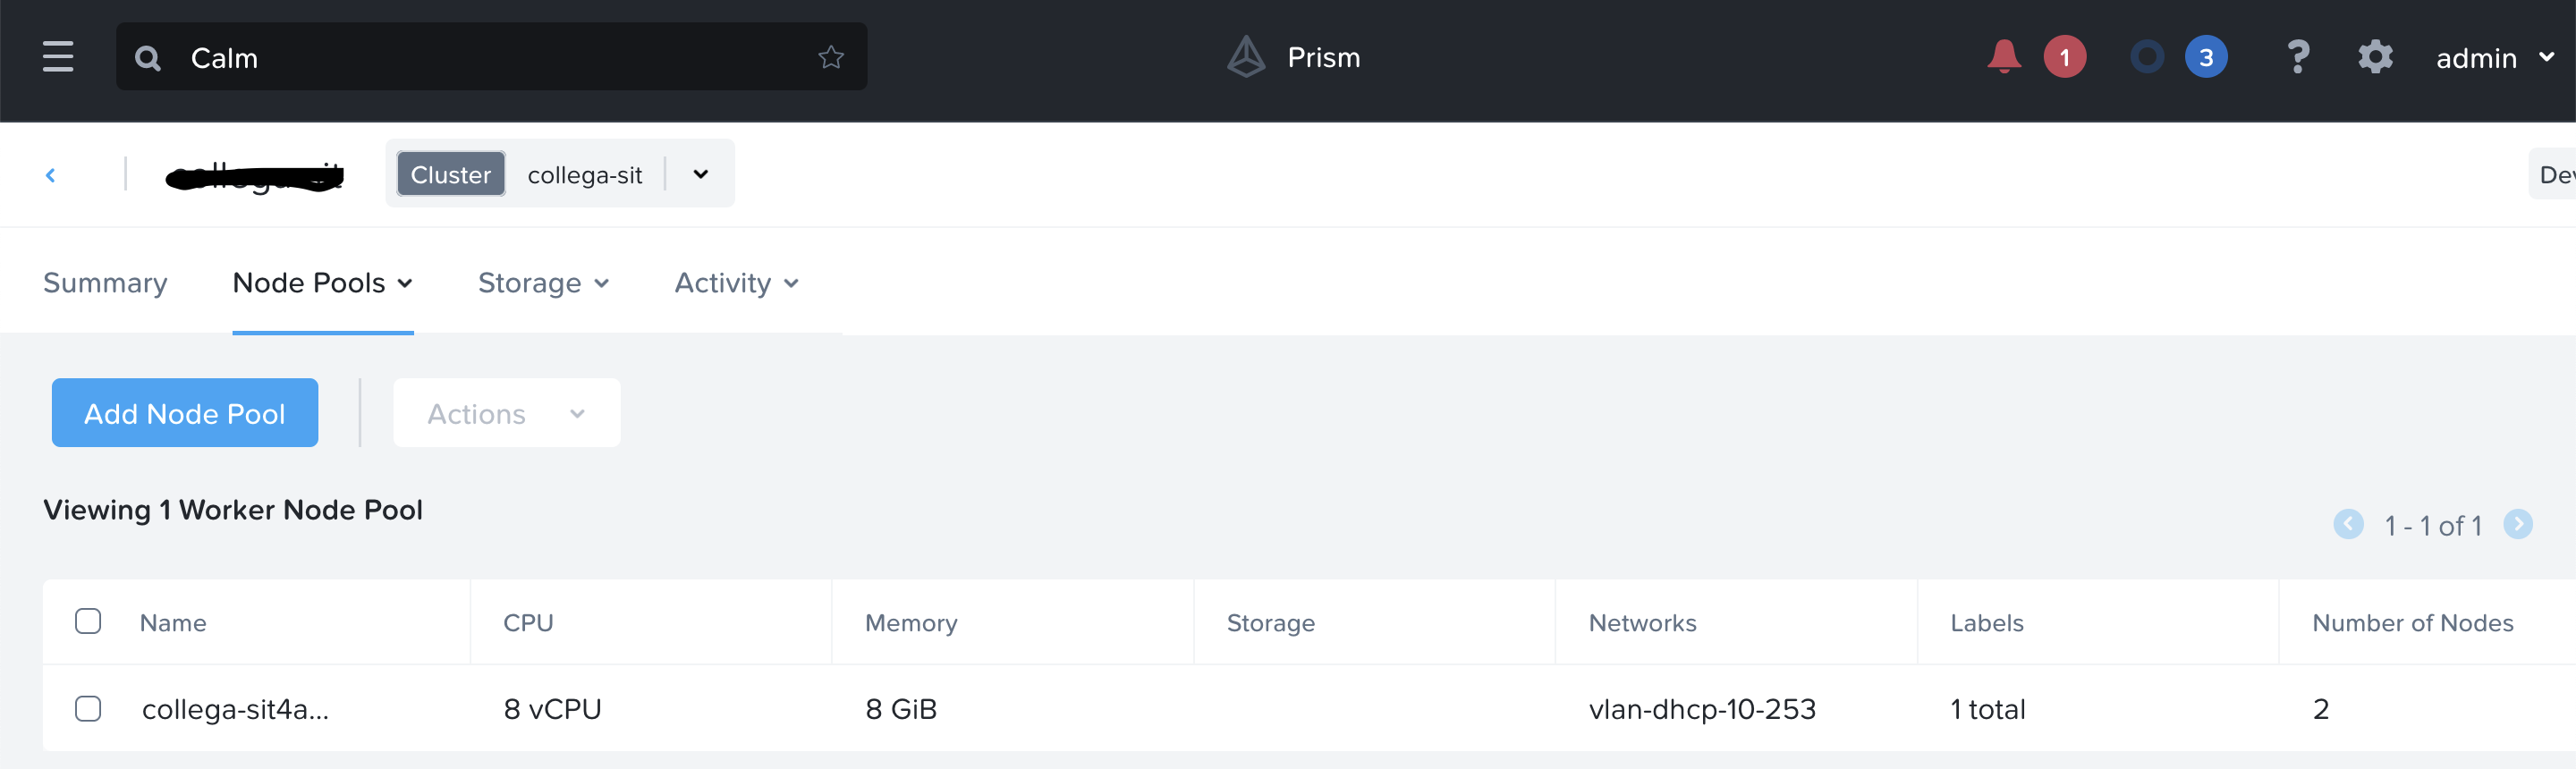 Calm
Prism
1
3
?
admin
Cluster collega-sit
Dev
Summary
Node Pools
Storage
Activity
Add Node Pool
Actions
Viewing 1 Worker Node Pool
1 - 1 of 1
Name CPU Memory Storage Networks Labels Number of Nodes
collega-sit4a... 8 vCPU 8 GiB vlan-dhcp-10-253 1 total 2